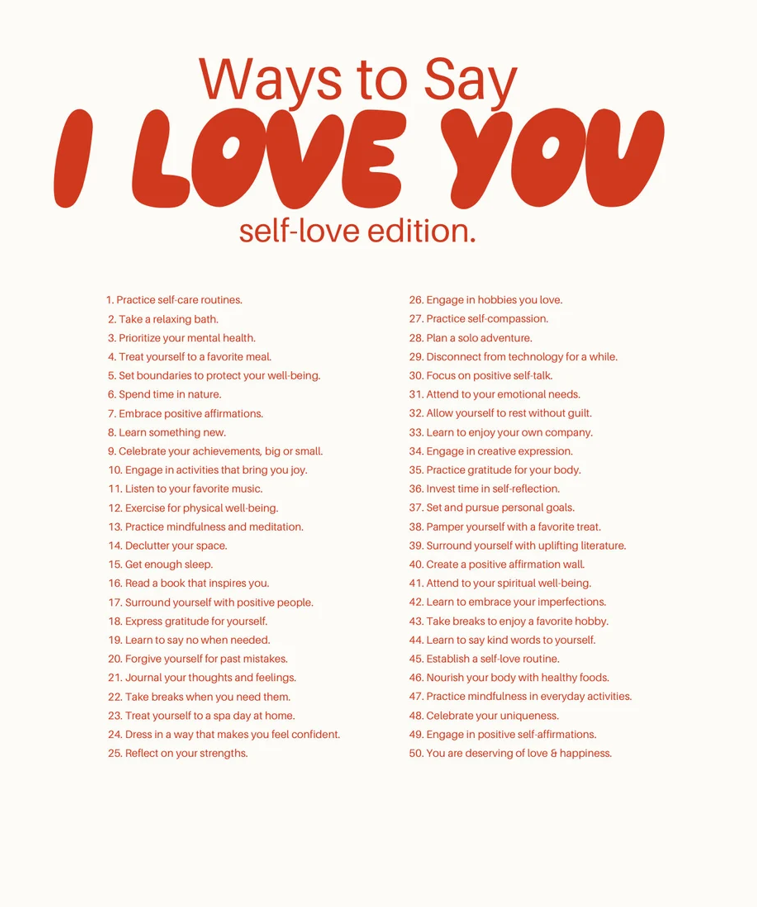 Ways to Say
I LOVE YOU
self-love edition.
1. Practice self-care routines.
2. Take a relaxing bath.
3. Prioritize your mental health.
4. Treat yourself to a favorite meal.
5. Set boundaries to protect your well-being.
6. Spend time in nature.
7. Embrace positive affirmations.
8. Learn something new.
9. Celebrate your achievements, big or small.
10. Engage in activities that bring you joy.
11. Listen to your favorite music.
12. Exercise for physical well-being.
13. Practice mindfulness and meditation.
14. Declutter your space.
15. Get enough sleep.
16. Read a book that inspires you.
17. Surround yourself with positive people.
18. Express gratitude for yourself.
19. Learn to say no when needed.
20. Forgive yourself for past mistakes.
21. Journal your thoughts and feelings.
22. Take breaks when you need them.
23. Treat yourself to a spa day at home.
24. Dress in a way that makes you feel confident.
25. Reflect on your strengths.
26. Engage in hobbies you love.
27. Practice self-compassion.
28. Plan a solo adventure.
29. Disconnect from technology for a while.
30. Focus on positive self-talk.
31. Attend to your emotional needs.
32. Allow yourself to rest without guilt.
33. Learn to enjoy your own company.
34. Engage in creative expression.
35. Practice gratitude for your body.
36. Invest time in self-reflection.
37. Set and pursue personal goals.
38. Pamper yourself with a favorite treat.
39. Surround yourself with uplifting literature.
40. Create a positive affirmation wall.
41. Attend to your spiritual well-being.
42. Learn to embrace your imperfections.
43. Take breaks to enjoy a favorite hobby.
44. Learn to say kind words to yourself.
45. Establish a self-love routine.
46. Nourish your body with healthy foods.
47. Practice mindfulness in everyday activities.
48. Celebrate your uniqueness.
49. Engage in positive self-affirmations.
50. You are deserving of love & happiness.